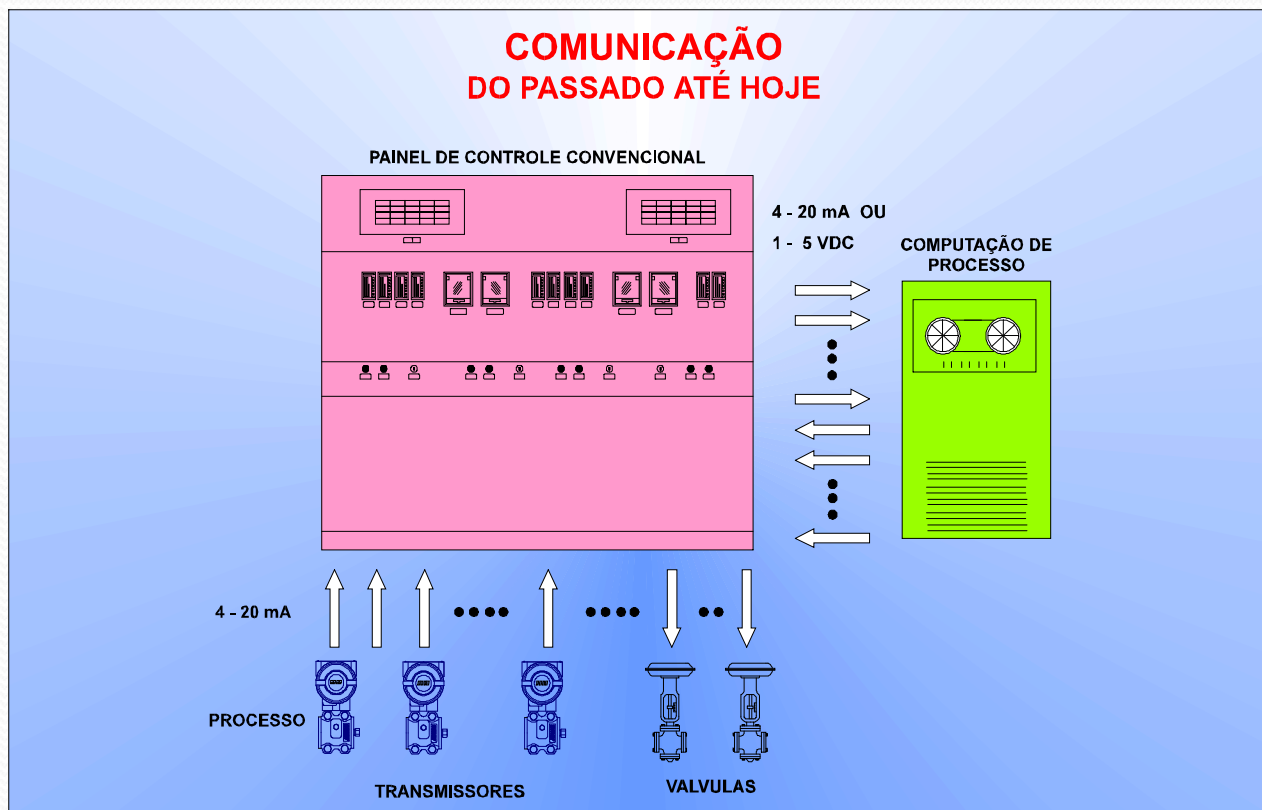 COMUNICAÇÃO
DO PASSADO ATÉ HOJE
PAINEL DE CONTROLE CONVENCIONAL
4 - 20 mA OU
1 - 5 VDC
COMPUTAÇÃO DE
PROCESSO
4 - 20 mA
PROCESSO
TRANSMISSORES
VALVULAS